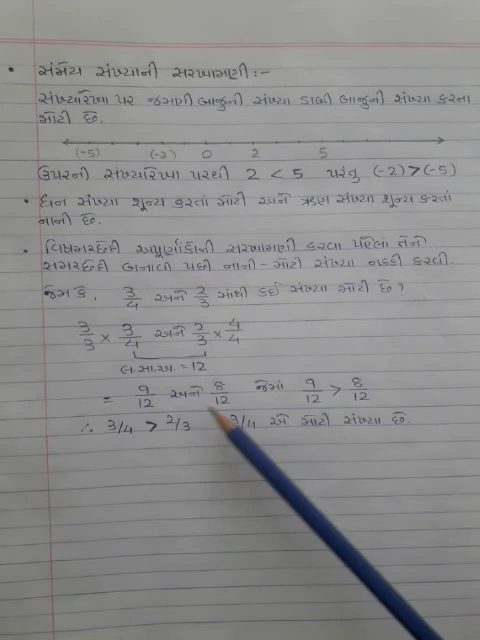 • સંમેય સંખ્યાની સરખામણી :-
સંખ્યારેખા પર જમણી બાજુની સંખ્યા ડાબી બાજુની સંખ્યા કરતા
મોટી છે.
(-5) (-2) 0 2 5
ઉપરની સંખ્યારેખા પરથી 2 < 5 પરંતુ (-2) > (-5)
• ધન સંખ્યા શૂન્ય કરતાં મોટી અને ઋણ સંખ્યા શૂન્ય કરતાં
નાની છે.
• વિષમચ્છેદી અપૂર્ણાંકોની સરખામણી કરવા પહેલાં તેને
સમચ્છેદી બનાવી પછી નાની-મોટી સંખ્યા નક્કી કરવી.
જેમ કે, 3/4 અને 2/3 માંથી કઈ સંખ્યા મોટી છે?
3/3 × 3/4 અને 2/3 × 4/4
લ.સા.અ. = 12
= 9/12 અને 8/12 જેમાં 9/12 > 8/12
∴ 3/4 > 2/3 3/4 એ મોટી સંખ્યા છે.